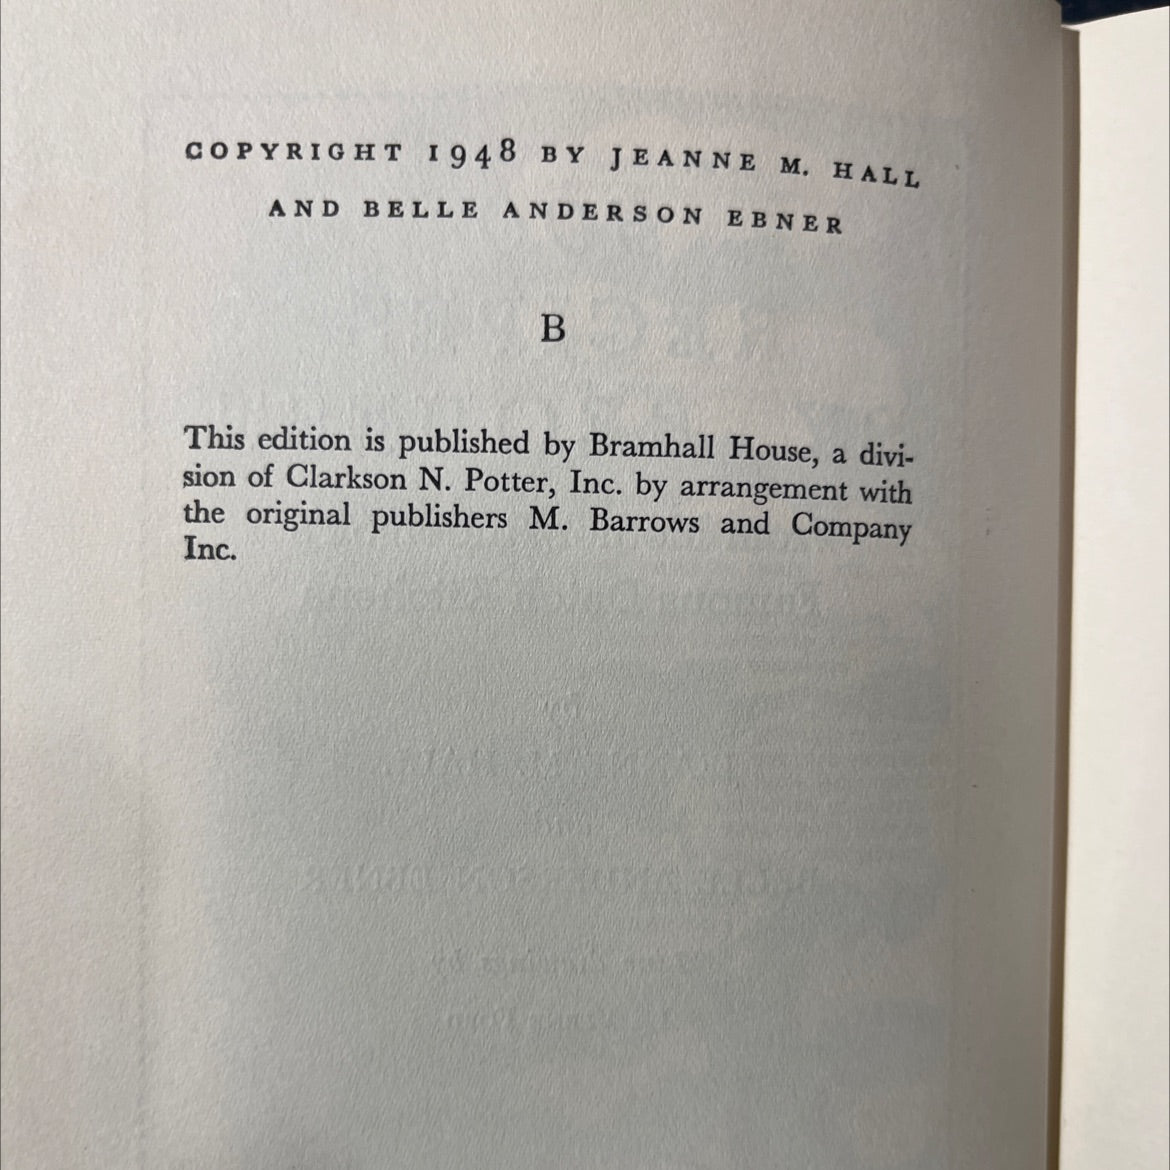 COPYRIGHT 1948 BY JEANNE M. HALL
AND BELLE ANDERSON EBNER
B
This edition is published by Bramhall House, a divi-
sion of Clarkson N. Potter, Inc. by arrangement with
the original publishers M. Barrows and Company
Inc.